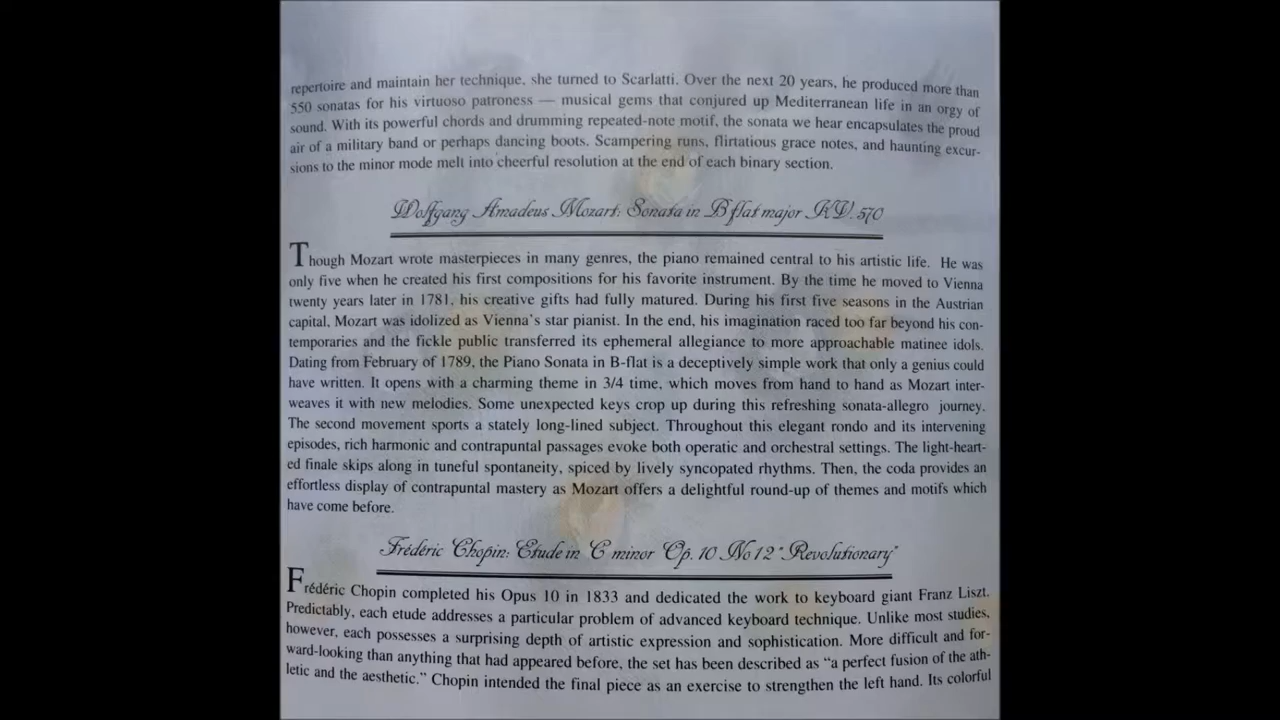 repertoire and maintain her technique, she turned to Scarlatti. Over the next 20 years, he produced more than
550 sonatas for his virtuoso patroness — musical gems that conjured up Mediterranean life in an orgy of
sound. With its powerful chords and drumming repeated-note motif, the sonata we hear encapsulates the proud
air of a military band or perhaps dancing boots. Scampering runs, flirtatious grace notes, and haunting excur-
sions to the minor mode melt into cheerful resolution at the end of each binary section.
Wolfgang Amadeus Mozart: Sonata in B flat major KV. 570
Though Mozart wrote masterpieces in many genres, the piano remained central to his artistic life. He was
only five when he created his first compositions for his favorite instrument. By the time he moved to Vienna
twenty years later in 1781, his creative gifts had fully matured. During his first five seasons in the Austrian
capital, Mozart was idolized as Vienna's star pianist. In the end, his imagination raced too far beyond his con-
temporaries and the fickle public transferred its ephemeral allegiance to more approachable matinee idols.
Dating from February of 1789, the Piano Sonata in B-flat is a deceptively simple work that only a genius could
have written. It opens with a charming theme in 3/4 time, which moves from hand to hand as Mozart inter-
weaves it with new melodies. Some unexpected keys crop up during this refreshing sonata-allegro journey.
The second movement sports a stately long-lined subject. Throughout this elegant rondo and its intervening
episodes, rich harmonic and contrapuntal passages evoke both operatic and orchestral settings. The light-heart-
ed finale skips along in tuneful spontaneity, spiced by lively syncopated rhythms. Then, the coda provides an
effortless display of contrapuntal mastery as Mozart offers a delightful round-up of themes and motifs which
have come before.
Frédéric Chopin: Etude in C minor Op. 10 No 12 "Revolutionary"
Frédéric Chopin completed his Opus 10 in 1833 and dedicated the work to keyboard giant Franz Liszt.
Predictably, each etude addresses a particular problem of advanced keyboard technique. Unlike most studies,
however, each possesses a surprising depth of artistic expression and sophistication. More difficult and for-
ward-looking than anything that had appeared before, the set has been described as "a perfect fusion of the ath-
letic and the aesthetic." Chopin intended the final piece as an exercise to strengthen the left hand. Its colorful